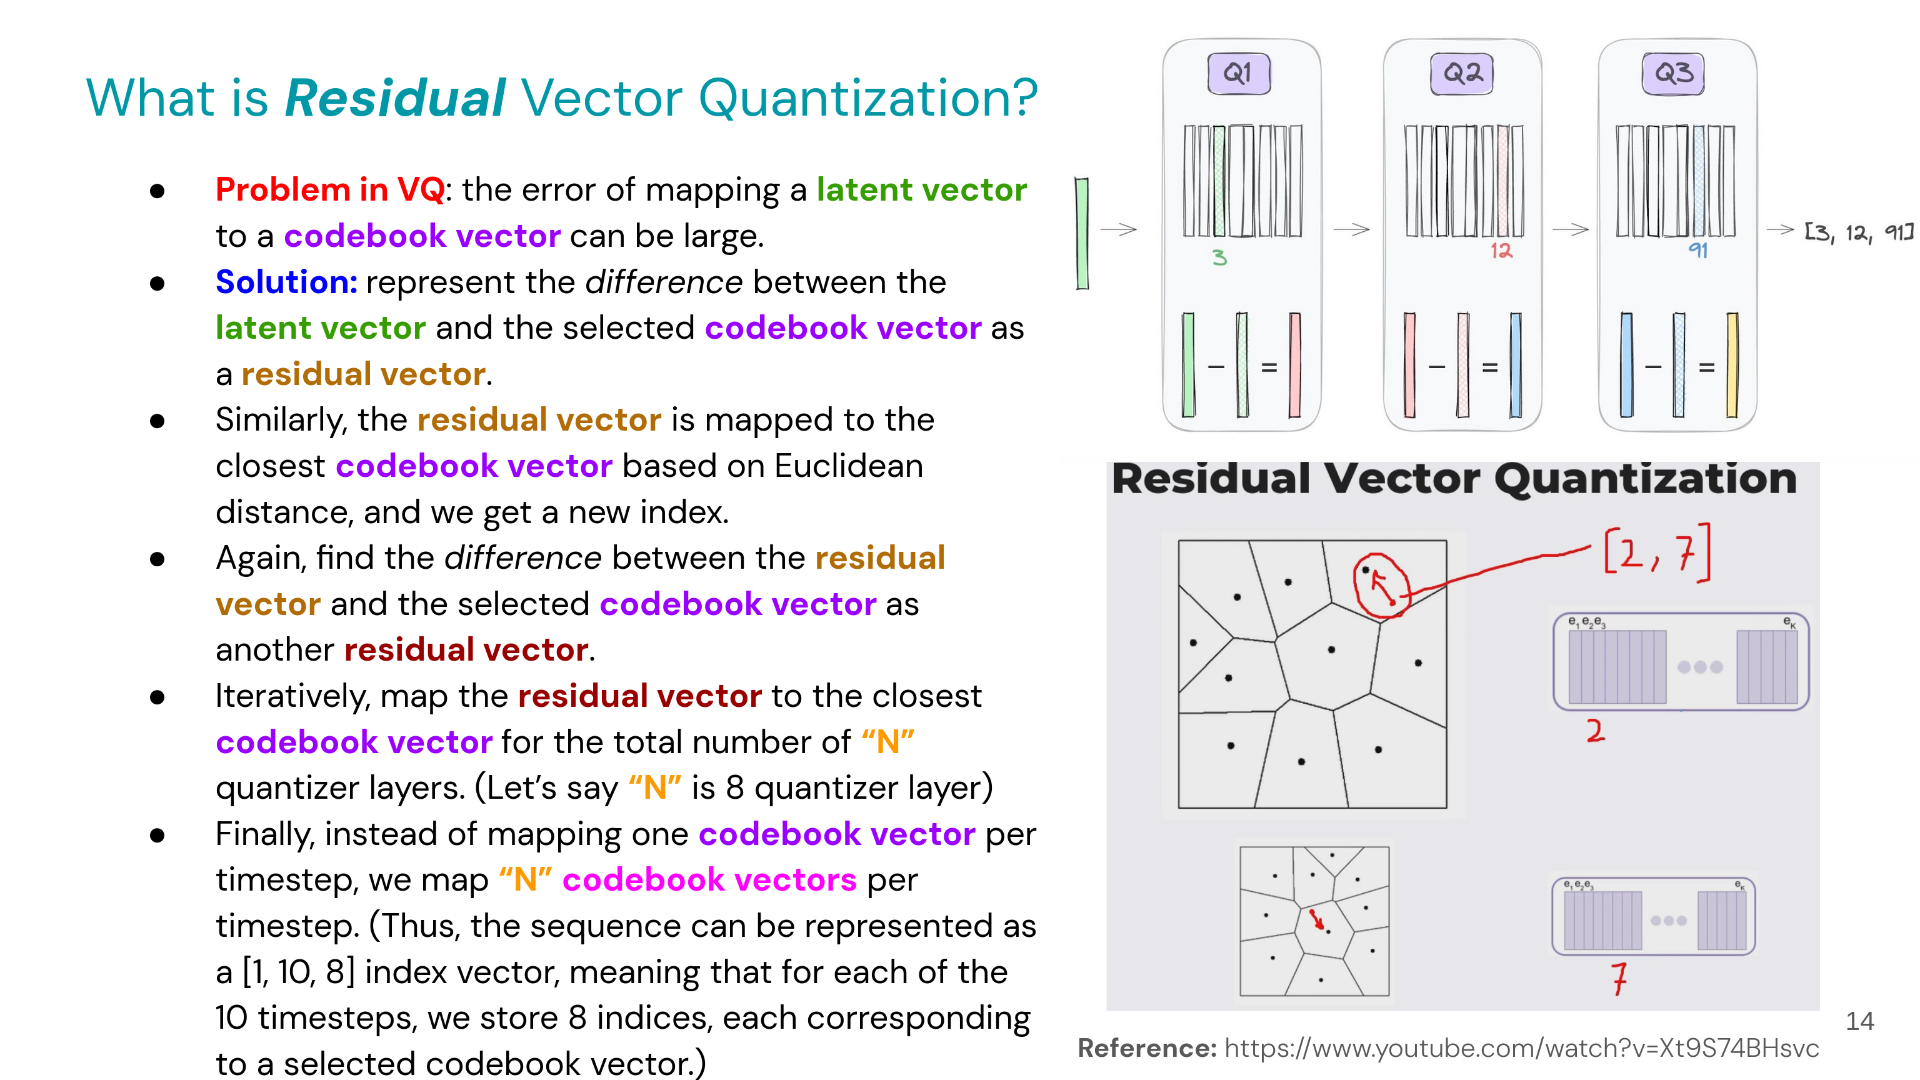 What is Residual Vector Quantization?
● Problem in VQ: the error of mapping a latent vector
to a codebook vector can be large.
● Solution: represent the difference between the
latent vector and the selected codebook vector as
a residual vector.
● Similarly, the residual vector is mapped to the
closest codebook vector based on Euclidean
distance, and we get a new index.
● Again, find the difference between the residual
vector and the selected codebook vector as
another residual vector.
● Iteratively, map the residual vector to the closest
codebook vector for the total number of “N”
quantizer layers. (Let’s say “N” is 8 quantizer layer)
● Finally, instead of mapping one codebook vector per
timestep, we map “N” codebook vectors per
timestep. (Thus, the sequence can be represented as
a [1, 10, 8] index vector, meaning that for each of the
10 timesteps, we store 8 indices, each corresponding
to a selected codebook vector.)
Q1 Q2 Q3
3 12 91
[3, 12, 91]
− = − = − =
Residual Vector Quantization
[2, 7]
e1 e2 e3 eK
2
e1 e2 e3 eK
7
Reference: https://www.youtube.com/watch?v=Xt9S74BHsvc
14